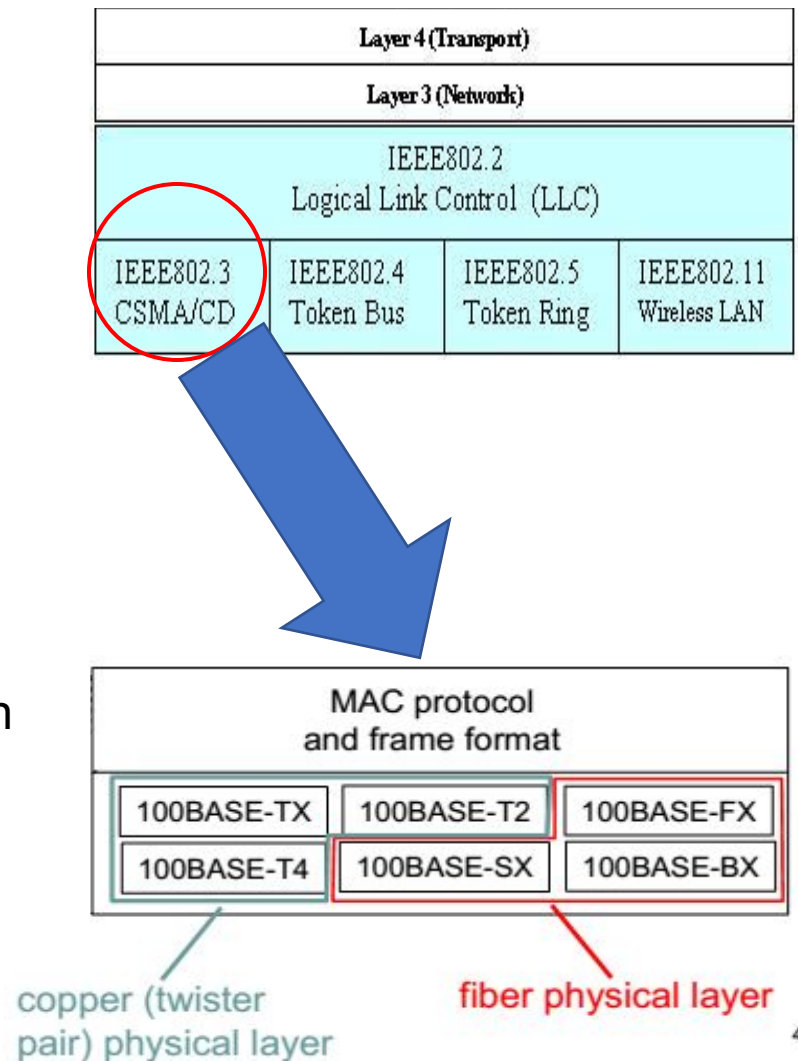 Layer 4 (Transport)
Layer 3 (Network)
IEEE802.2
Logical Link Control (LLC)
IEEE802.3
CSMA/CD
IEEE802.4
Token Bus
IEEE802.5
Token Ring
IEEE802.11
Wireless LAN
n
MAC protocol
and frame format
100BASE-TX 100BASE-T2 100BASE-FX
100BASE-T4 100BASE-SX 100BASE-BX
copper (twister
pair) physical layer
fiber physical layer
4